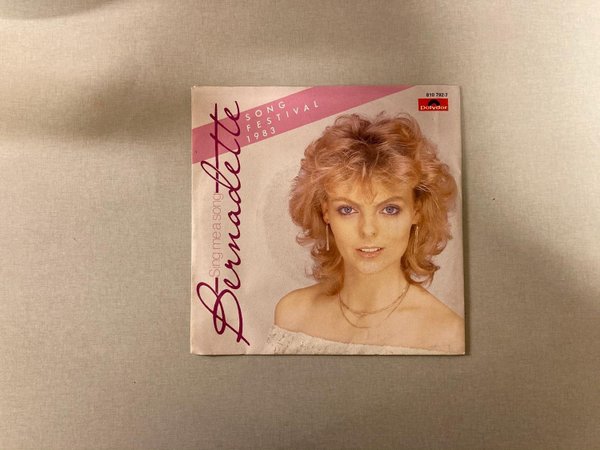 810 792-7
Polydor
SONG
FESTIVAL
1983
Sing me a song
Bernadette